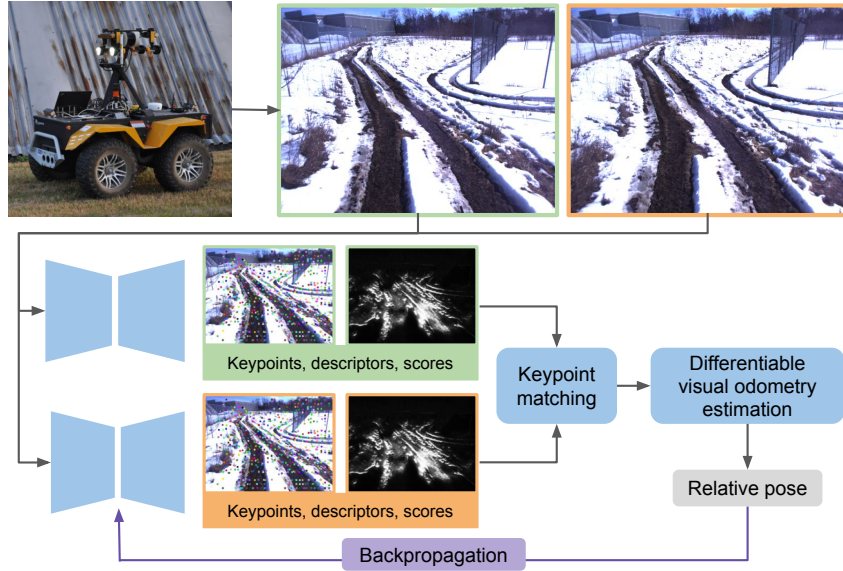 Keypoints, descriptors, scores
Keypoint
matching
Differentiable
visual odometry
estimation
Keypoints, descriptors, scores
Relative pose
Backpropagation